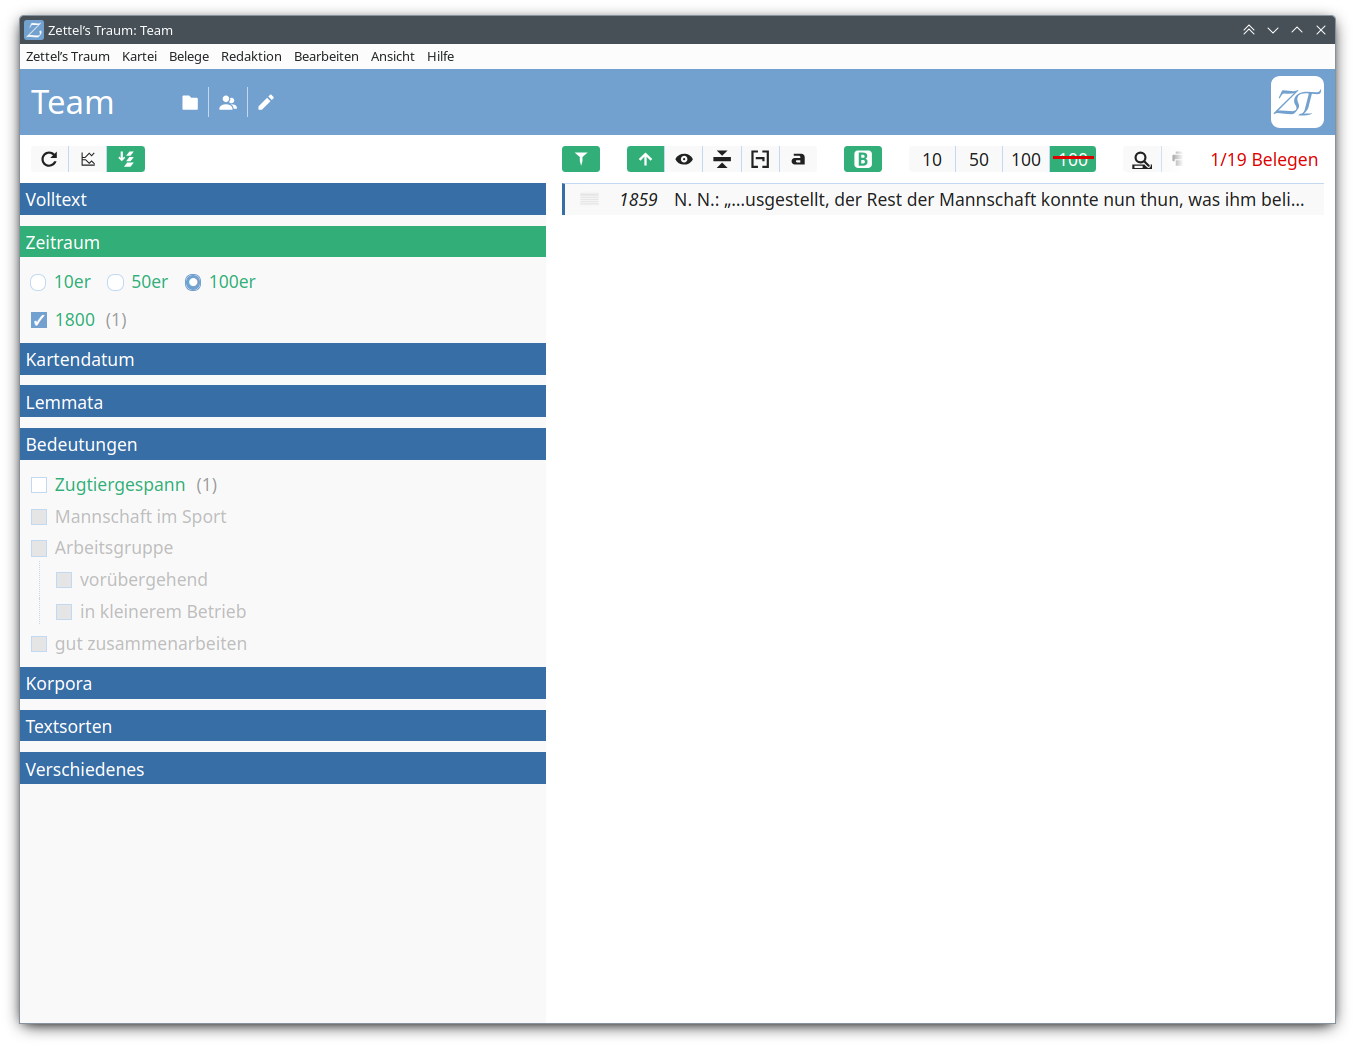 Zettel’s Traum: Team
Zettel’s Traum Kartei Belege Redaktion Bearbeiten Ansicht Hilfe
Team
ZT
B 10 50 100 100 1/19 Belegen
a
Volltext
1859 N. N.: „…usgestellt, der Rest der Mannschaft konnte nun thun, was ihm beli…
Zeitraum
10er 50er 100er
1800 (1)
Kartendatum
Lemmata
Bedeutungen
Zugtiergespann (1)
Mannschaft im Sport
Arbeitsgruppe
vorübergehend
in kleinerem Betrieb
gut zusammenarbeiten
Korpora
Textsorten
Verschiedenes